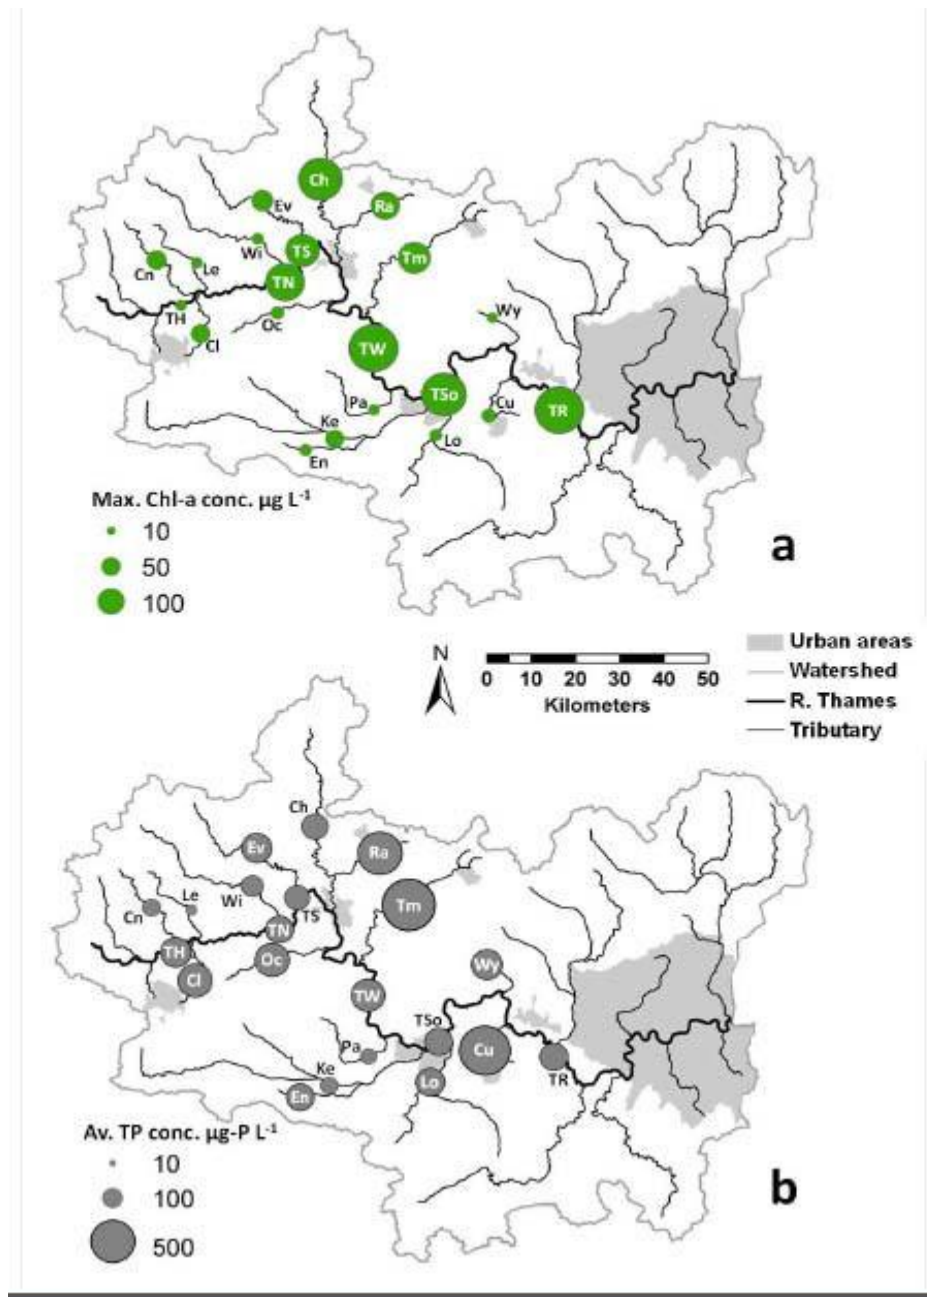 Ch
Ev
Ra
Wi
TS
Tm
Cn
Le
TN
TH
Oc
Wy
Cl
TW
Pa
TSo
Cu
TR
Ke
Lo
En
Max. Chl-a conc. µg L-1
10
50
100
a
N
0 10 20 30 40 50
Kilometers
Urban areas
Watershed
R. Thames
Tributary
Ch
Ev
Ra
Wi
Le
TS
Tm
Cn
TN
TH
Oc
Cl
Wy
TW
TSo
Pa
Cu
TR
Ke
Lo
En
Av. TP conc. µg-P L-1
10
100
500
b